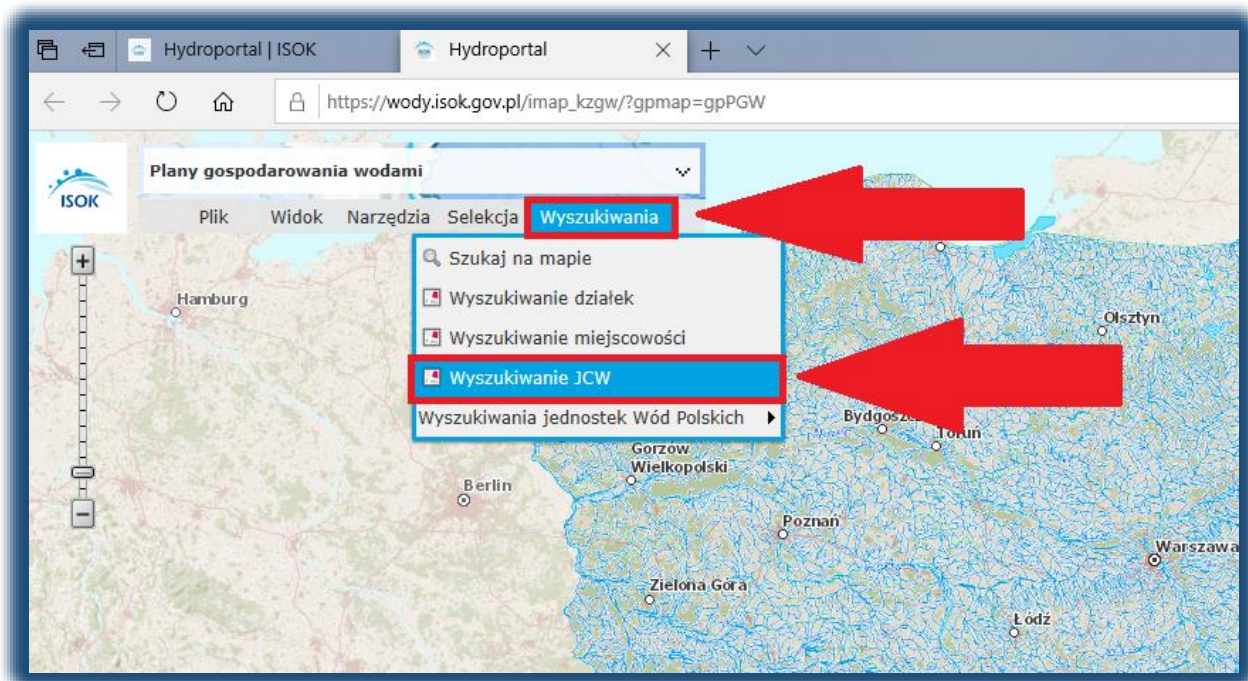 Hydroportal | ISOK
Hydroportal
https://wody.isok.gov.pl/imap_kzgw/?gpmap=gpPGW
ISOK
Plany gospodarowania wodami
Plik Widok Narzędzia Selekcja Wyszukiwania
Szukaj na mapie
Wyszukiwanie działek
Wyszukiwanie miejscowości
Wyszukiwanie JCW
Wyszukiwania jednostek Wód Polskich
Hamburg
Olsztyn
Toruń
Gorzów
Wielkopolski
Berlin
Poznań
Warszawa
Zielona Góra
Łódź